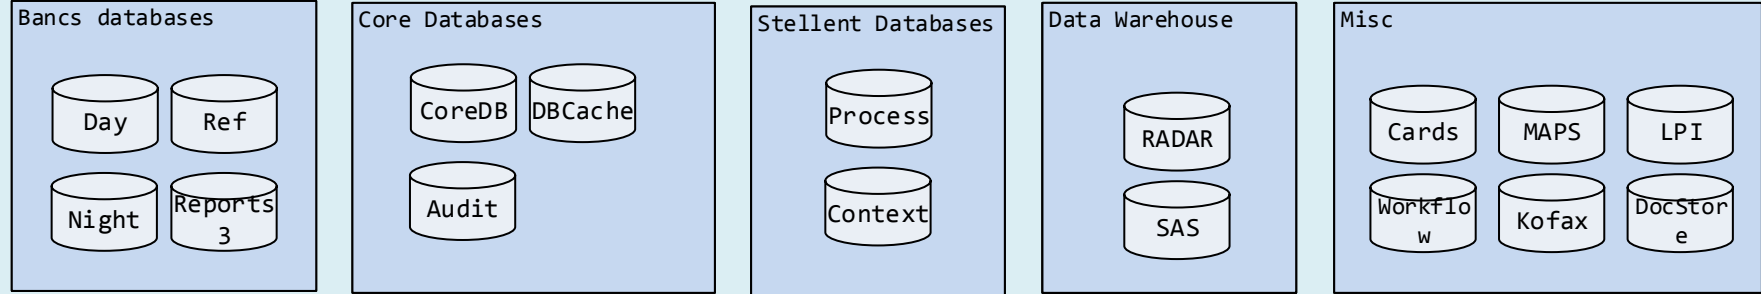 Bancs databases
Day
Ref
Night
Reports
3
Core Databases
CoreDB
DBCache
Audit
Stellent Databases
Process
Context
Data Warehouse
RADAR
SAS
Misc
Cards
MAPS
LPI
Workflo
w
Kofax
DocStor
e